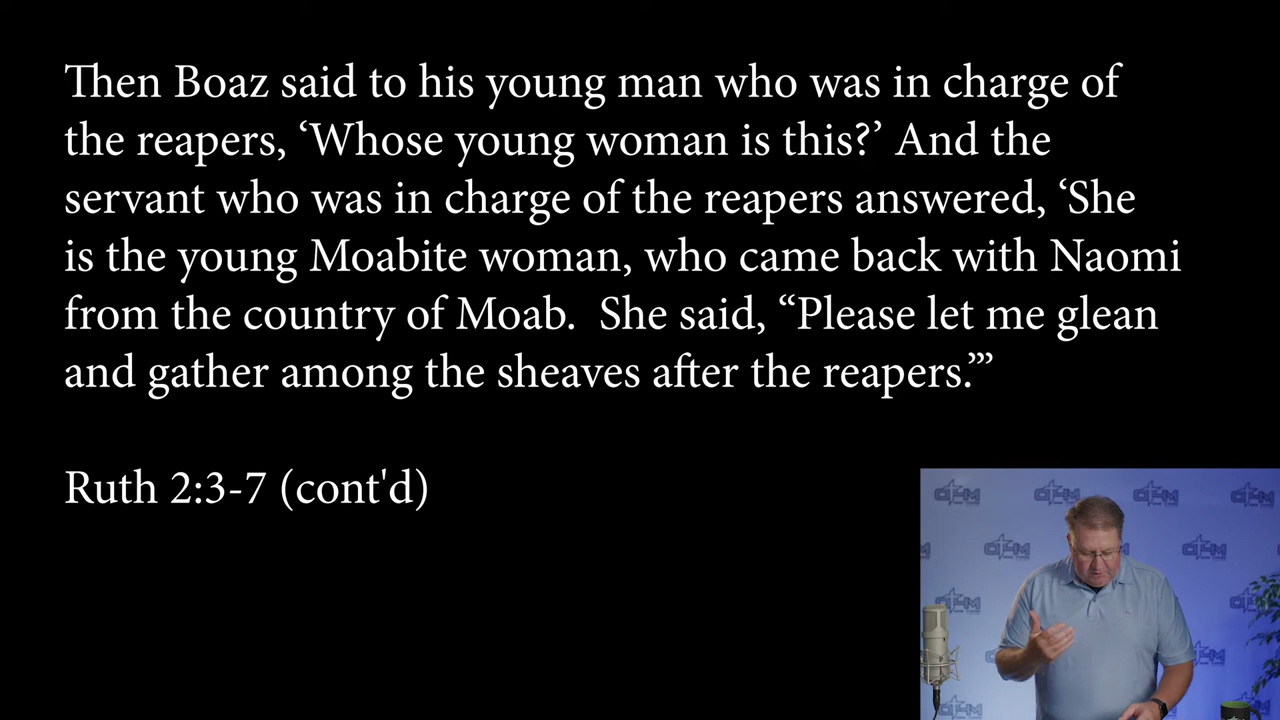 Then Boaz said to his young man who was in charge of
the reapers, ‘Whose young woman is this?’ And the
servant who was in charge of the reapers answered, ‘She
is the young Moabite woman, who came back with Naomi
from the country of Moab.  She said, “Please let me glean
and gather among the sheaves after the reapers.”’
Ruth 2:3-7 (cont'd)